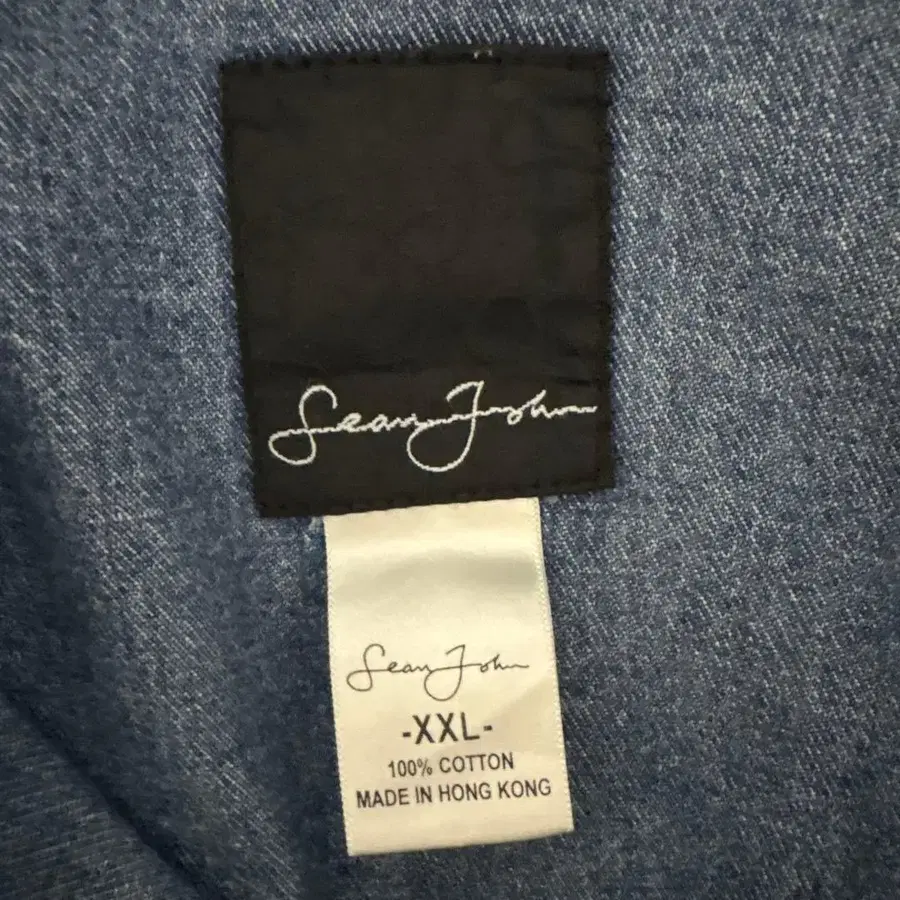 Sean John
Sean John
-XXL-
100% COTTON
MADE IN HONG KONG